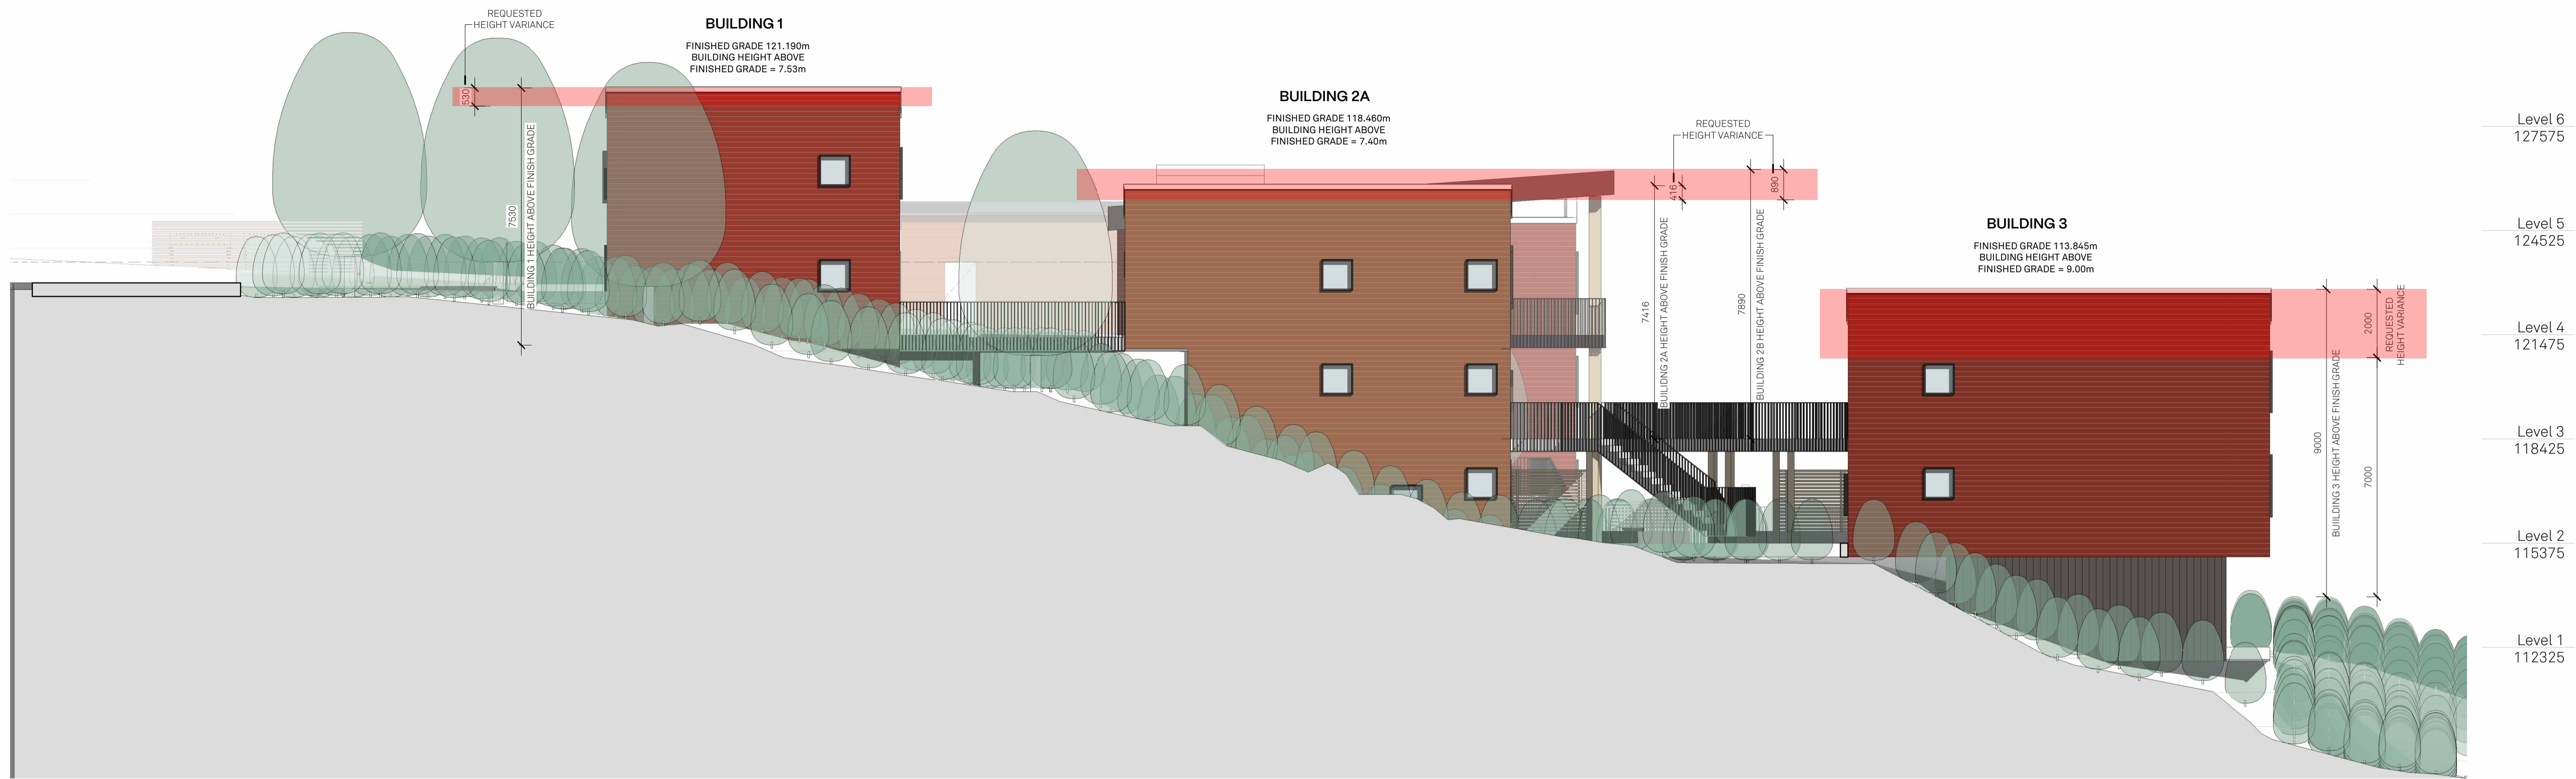 REQUESTED
HEIGHT VARIANCE
BUILDING 1
FINISHED GRADE 121.190m
BUILDING HEIGHT ABOVE
FINISHED GRADE = 7.53m
530
7530
BUILDING 1 HEIGHT ABOVE FINISH GRADE
BUILDING 2A
FINISHED GRADE 118.460m
BUILDING HEIGHT ABOVE
FINISHED GRADE = 7.40m
REQUESTED
HEIGHT VARIANCE
416
890
7416
BUILIDNG 2A HEIGHT ABOVE FINISH GRADE
7890
BUILDING 2B HEIGHT ABOVE FINISH GRADE
BUILDING 3
FINISHED GRADE 113.845m
BUILDING HEIGHT ABOVE
FINISHED GRADE = 9.00m
2000
REQUESTED
HEIGHT VARIANCE
9000
BUILDING 3 HEIGHT ABOVE FINISH GRADE
7000
Level 6
127575
Level 5
124525
Level 4
121475
Level 3
118425
Level 2
115375
Level 1
112325